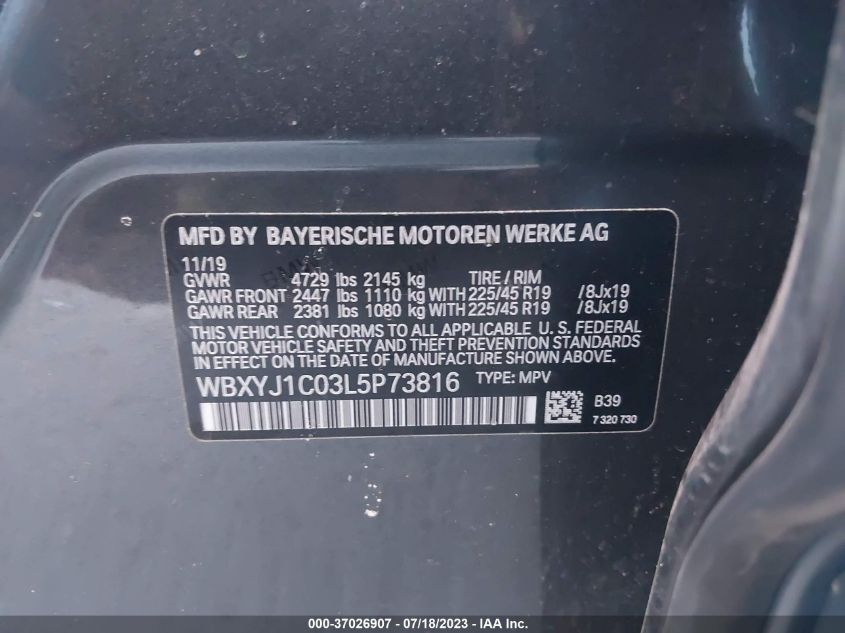 MFD BY BAYERISCHE MOTOREN WERKE AG
11/19
GVWR 4729 lbs 2145 kg TIRE / RIM
GAWR FRONT 2447 lbs 1110 kg WITH 225/45 R19 /8Jx19
GAWR REAR 2381 lbs 1080 kg WITH 225/45 R19 /8Jx19
THIS VEHICLE CONFORMS TO ALL APPLICABLE U. S. FEDERAL
MOTOR VEHICLE SAFETY AND THEFT PREVENTION STANDARDS
IN EFFECT ON THE DATE OF MANUFACTURE SHOWN ABOVE
WBXYJ1C03L5P73816 TYPE: MPV
B39
7 320 730
000-37026907 - 07/18/2023 - IMAGE© IAA, LLC.